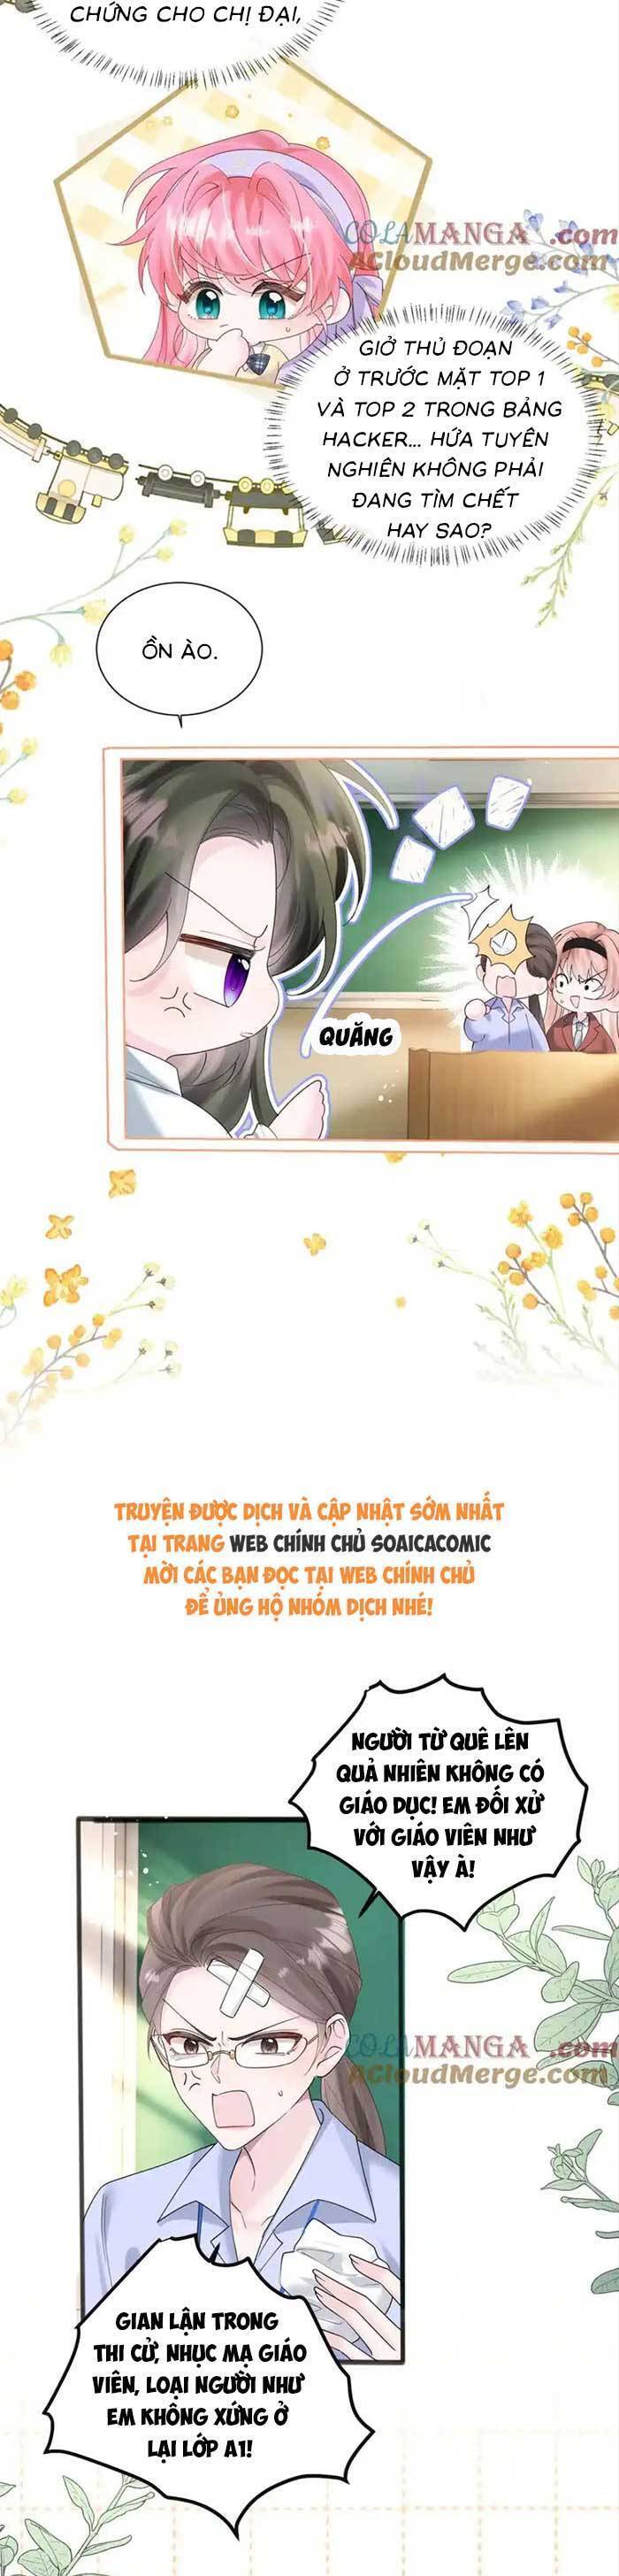 CHỨNG CHO CHỊ ĐẠI,
COLAMANGA.com
ACloudMerge.com
GIỞ THỦ ĐOẠN
Ở TRƯỚC MẶT TOP 1
VÀ TOP 2 TRONG BẢNG
HACKER... HỨA TUYÊN
NGHIÊN KHÔNG PHẢI
ĐANG TÌM CHẾT
HAY SAO?
ỒN ÀO.
QUĂNG
TRUYỆN ĐƯỢC DỊCH VÀ CẬP NHẬT SỚM NHẤT
TẠI TRANG WEB CHÍNH CHỦ SOAICACOMIC
MỜI CÁC BẠN ĐỌC TẠI WEB CHÍNH CHỦ
ĐỂ ỦNG HỘ NHÓM DỊCH NHÉ!
NGƯỜI TỪ QUÊ LÊN
QUẢ NHIÊN KHÔNG CÓ
GIÁO DỤC! EM ĐỐI XỬ
VỚI GIÁO VIÊN NHƯ
VẬY À!
COLAMANGA.com
ACloudMerge.com
GIAN LẬN TRONG
THI CỬ, NHỤC MẠ GIÁO
VIÊN, LOẠI NGƯỜI NHƯ
EM KHÔNG XỨNG Ở
LẠI LỚP A1!